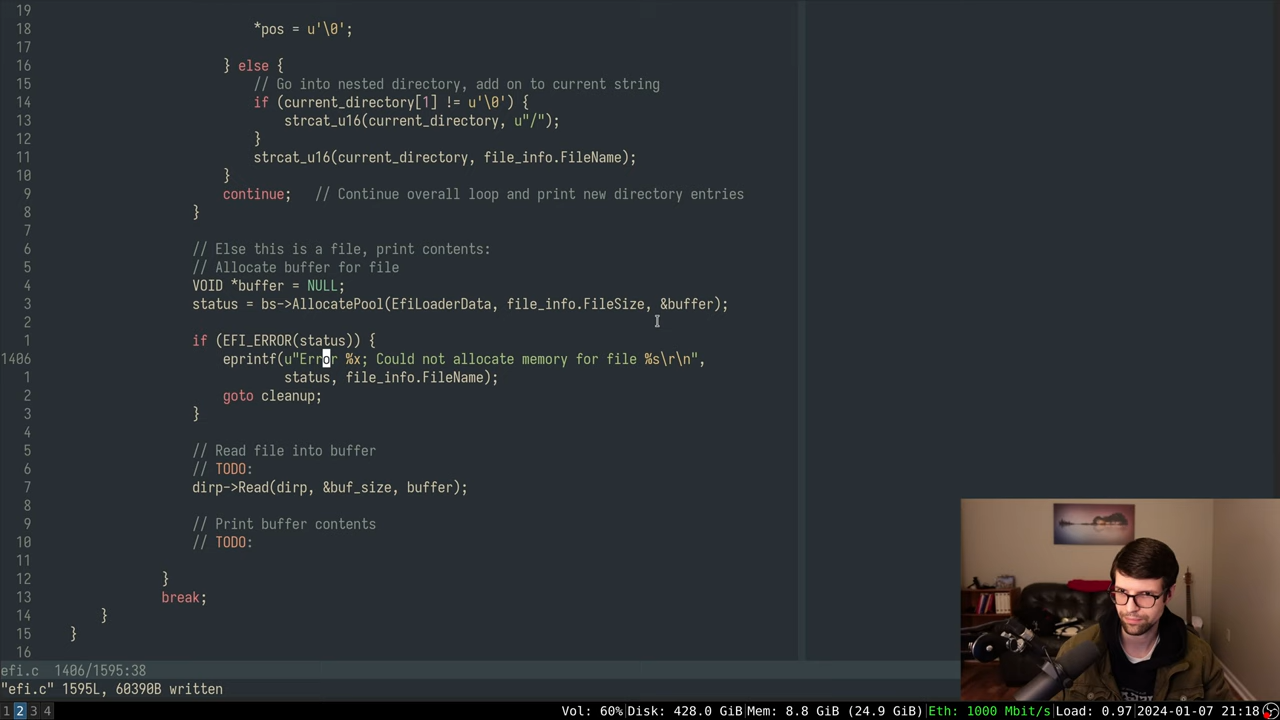 19
18 *pos = u'\0';
17
16 } else {
15 // Go into nested directory, add on to current string
14 if (current_directory[1] != u'\0') {
13 strcat_u16(current_directory, u"/");
12 }
11 strcat_u16(current_directory, file_info.FileName);
10 }
9 continue; // Continue overall loop and print new directory entries
8 }
7
6 // Else this is a file, print contents:
5 // Allocate buffer for file
4 VOID *buffer = NULL;
3 status = bs->AllocatePool(EfiLoaderData, file_info.FileSize, &buffer);
2
1 if (EFI_ERROR(status)) {
1406 eprintf(u"Error %x; Could not allocate memory for file %s\r\n",
1 status, file_info.FileName);
2 goto cleanup;
3 }
4
5 // Read file into buffer
6 // TODO:
7 dirp->Read(dirp, &buf_size, buffer);
8
9 // Print buffer contents
10 // TODO:
11
12 }
13 break;
14 }
15 }
16
efi.c 1406/1595:38
"efi.c" 1595L, 60390B written
1 2 3 4 Vol: 60%|Disk: 428.0 GiB|Mem: 8.8 GiB (24.9 GiB)|Eth: 1000 Mbit/s|Load: 0.97|2024-01-07 21:18